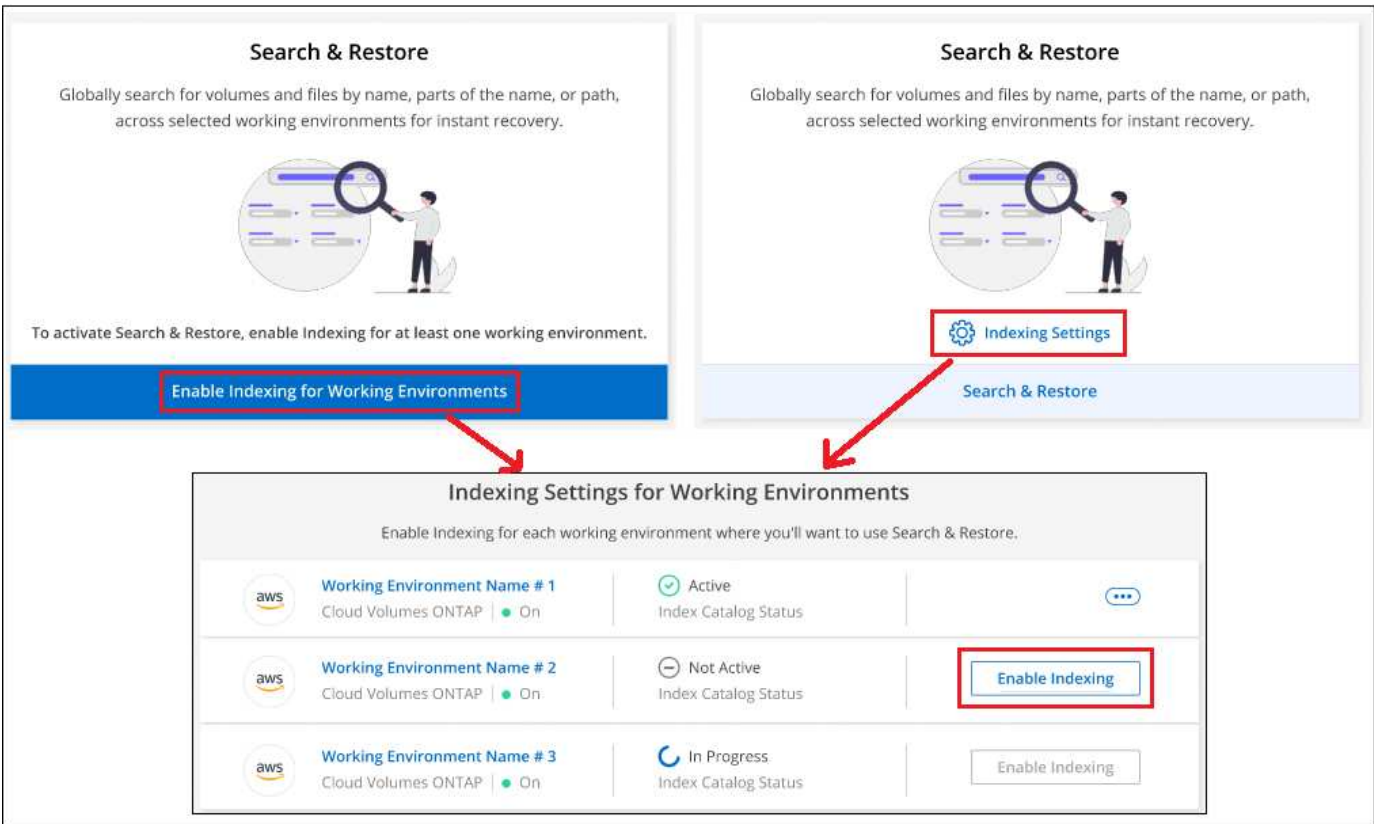 Search & Restore
Globally search for volumes and files by name, parts of the name, or path,
across selected working environments for instant recovery.
To activate Search & Restore, enable Indexing for at least one working environment.
Enable Indexing for Working Environments
Search & Restore
Globally search for volumes and files by name, parts of the name, or path,
across selected working environments for instant recovery.
Indexing Settings
Search & Restore
Indexing Settings for Working Environments
Enable Indexing for each working environment where you'll want to use Search & Restore.
aws
Working Environment Name # 1
Cloud Volumes ONTAP | On
Active
Index Catalog Status
aws
Working Environment Name # 2
Cloud Volumes ONTAP | On
Not Active
Index Catalog Status
Enable Indexing
aws
Working Environment Name # 3
Cloud Volumes ONTAP | On
In Progress
Index Catalog Status
Enable Indexing